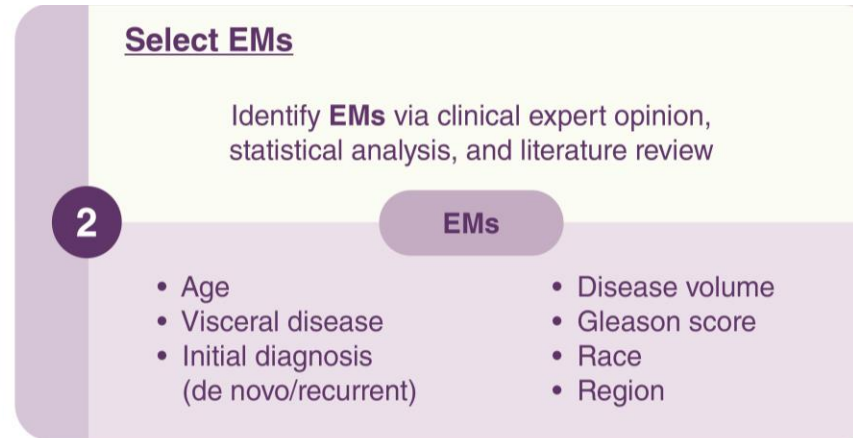 Select EMs
Identify EMs via clinical expert opinion,
statistical analysis, and literature review
2
EMs
• Age
• Visceral disease
• Initial diagnosis
(de novo/recurrent)
• Disease volume
• Gleason score
• Race
• Region